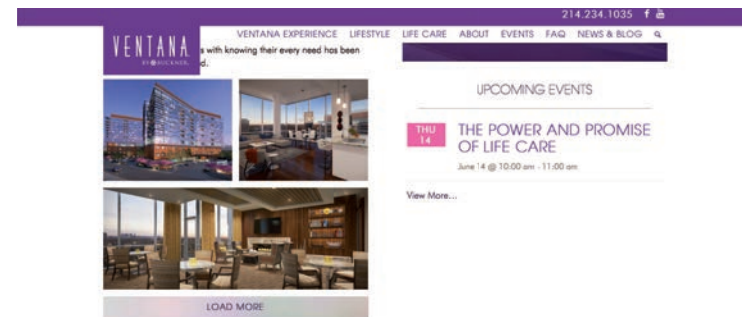 214.234.1035
VENTANA EXPERIENCE LIFESTYLE LIFE CARE ABOUT EVENTS FAQ NEWS & BLOG
VENTANA
BY BUCKNER
s with knowing their every need has been
d.
UPCOMING EVENTS
THU
14
THE POWER AND PROMISE
OF LIFE CARE
June 14 @ 10:00 am - 11:00 am
View More...
LOAD MORE